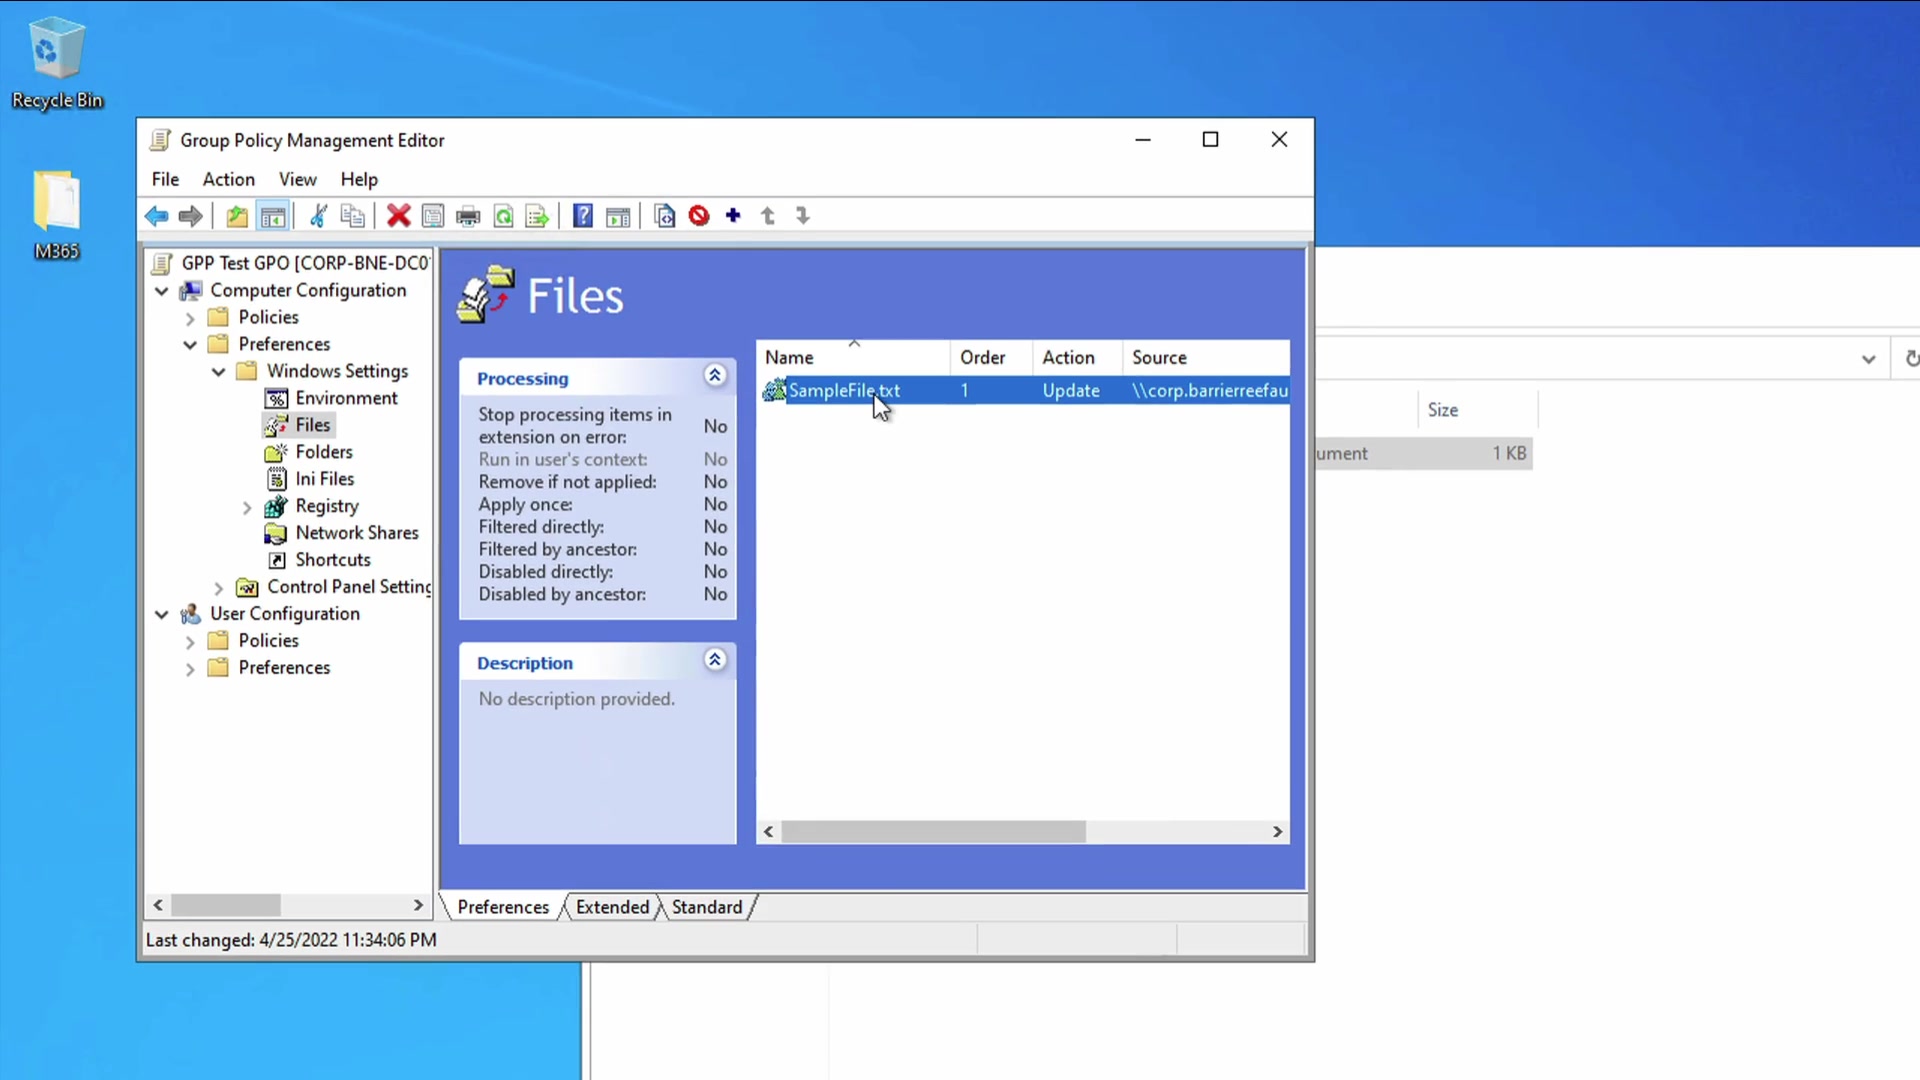 Recycle Bin
M365
Group Policy Management Editor
File Action View Help
GPP Test GPO [CORP-BNE-DC0
Computer Configuration
Policies
Preferences
Windows Settings
Environment
Files
Folders
Ini Files
Registry
Network Shares
Shortcuts
Control Panel Setting
User Configuration
Policies
Preferences
Files
Processing
Stop processing items in
extension on error: No
Run in user's context: No
Remove if not applied: No
Apply once: No
Filtered directly: No
Filtered by ancestor: No
Disabled directly: No
Disabled by ancestor: No
Description
No description provided.
Name Order Action Source
SampleFile.txt 1 Update \\corp.barrierreefau
Preferences Extended Standard
Last changed: 4/25/2022 11:34:06 PM
Size
ument 1 KB